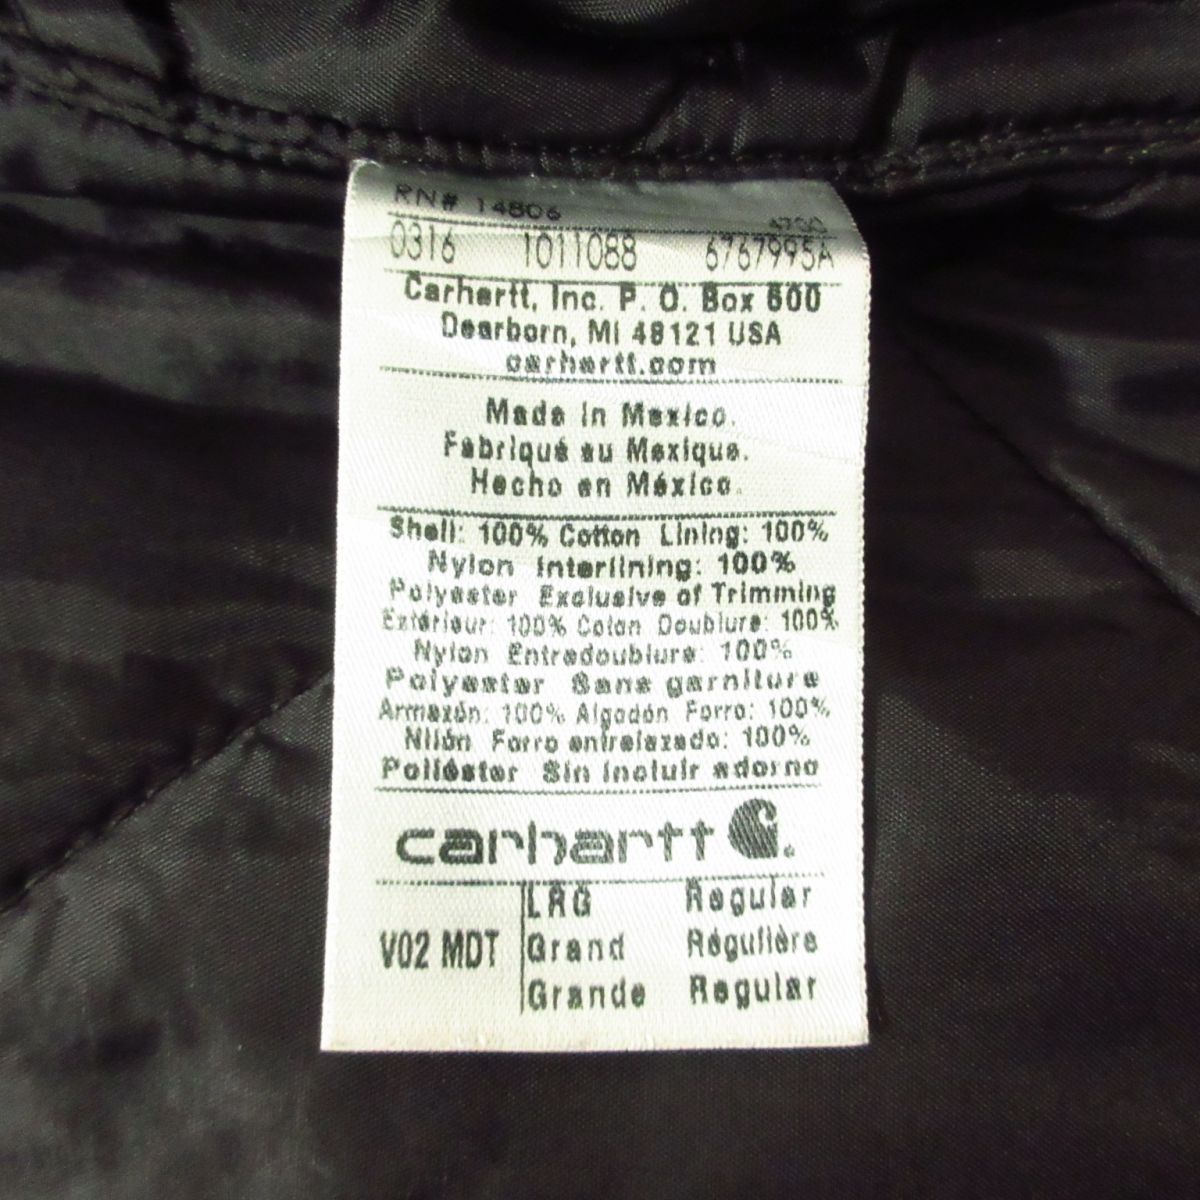 RN# 14806
0316 1011088 6767995A
Carhartt, Inc. P. O. Box 600
Dearborn, MI 48121 USA
carhartt.com
Made in Mexico.
Fabriqué au Mexique.
Hecho en México.
Shell: 100% Cotton Lining: 100%
Nylon Interlining: 100%
Polyester Exclusive of Trimming
Extérieur: 100% Coton Doublure: 100%
Nylon Entredoublure: 100%
Polyester Sans garniture
Armazón: 100% Algodón Forro: 100%
Nilón Forro entrelazado: 100%
Poliéster Sin incluir adorno
carhartt
V02 MDT
LRG Regular
Grand Régulière
Grande Regular